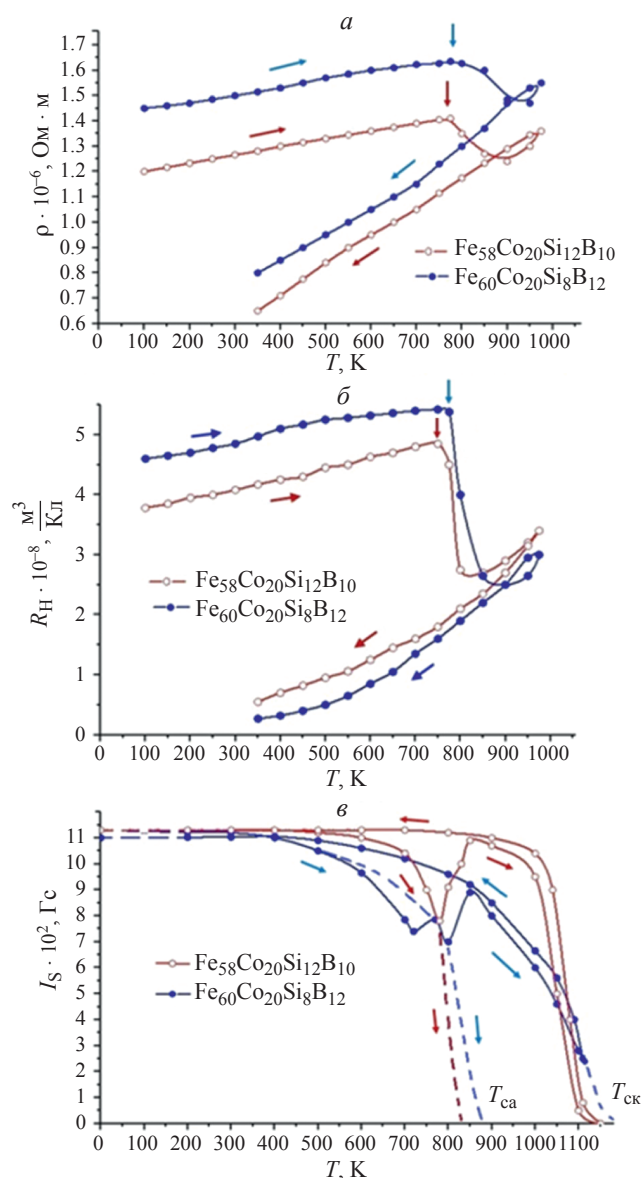 а
1.7
1.6
1.5
1.4
1.3
1.2
1.1
1.0
0.9
0.8
0.7
0.6
ρ · 10⁻⁶, Ом · м
Fe₅₈Co₂₀Si₁₂B₁₀
Fe₆₀Co₂₀Si₈B₁₂
0 100 200 300 400 500 600 700 800 900 1000
T, K
б
5
4
3
2
1
0
R_H · 10⁻⁸, м³/Кл
Fe₅₈Co₂₀Si₁₂B₁₀
Fe₆₀Co₂₀Si₈B₁₂
0 100 200 300 400 500 600 700 800 900 1000
T, K
в
11
10
9
8
7
6
5
4
3
2
11
0
I_S · 10², Гс
Fe₅₈Co₂₀Si₁₂B₁₀
Fe₆₀Co₂₀Si₈B₁₂
T_са
T_ск
0 100 200 300 400 500 600 700 800 900 1000 1100
T, K